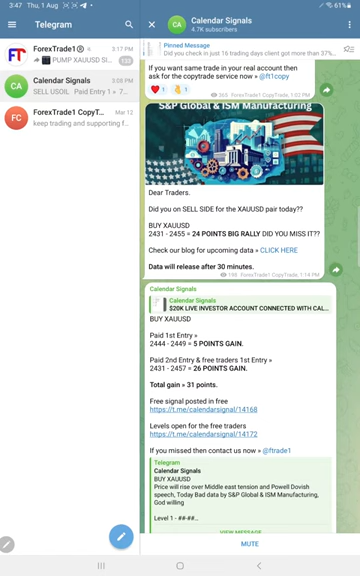 3:47 Thu, 1 Aug
61%
Telegram
ForexTrade1
3:17 PM
PUMP XAUUSD SI...
Calendar Signals
3:08 PM
SELL USOIL Paid Entry 1 » 7...
ForexTrade1 CopyT...
Mar 12
keep trading and supporting f...
CA
FC
Calendar Signals
4.7K subscribers
Pinned Message
Did you check in just 16 trading days client got more than 37%...
If you want same trade in your real account then
ask for the copytrade service now » @ft1copy
1 1
ForexTrade1 CopyTrade, 1:03 PM
S&P Global & ISM Manufacturing
Dear Traders.
Did you on SELL SIDE for the XAUUSD pair today??
BUY XAUUSD
2431 - 2455 = 24 POINTS BIG RALLY DID YOU MISS IT??
Check our blog for upcoming data » CLICK HERE
Data will release after 30 minutes.
198 ForexTrade1 CopyTrade, 1:14 PM
Calendar Signals
Calendar Signals
$20K LIVE INVESTOR ACCOUNT CONNECTED WITH CAL...
BUY XAUUSD
Paid 1st Entry »
2444 - 2449 = 5 POINTS GAIN.
Paid 2nd Entry & free traders 1st Entry »
2431 - 2457 = 26 POINTS GAIN.
Total gain » 31 points.
Free signal posted in free
https://t.me/calendarsignal/14168
Levels open for the free traders
https://t.me/calendarsignal/14172
If you missed then contact us now » @ftrade1
Telegram
Calendar Signals
BUY XAUUSD
Price will rise over Middle east tension and Powell Dovish
speech, Today Bad data by S&P Global & ISM Manufacturing,
God willing
Level 1 - ##-##...
VIEW MESSAGE
MUTE